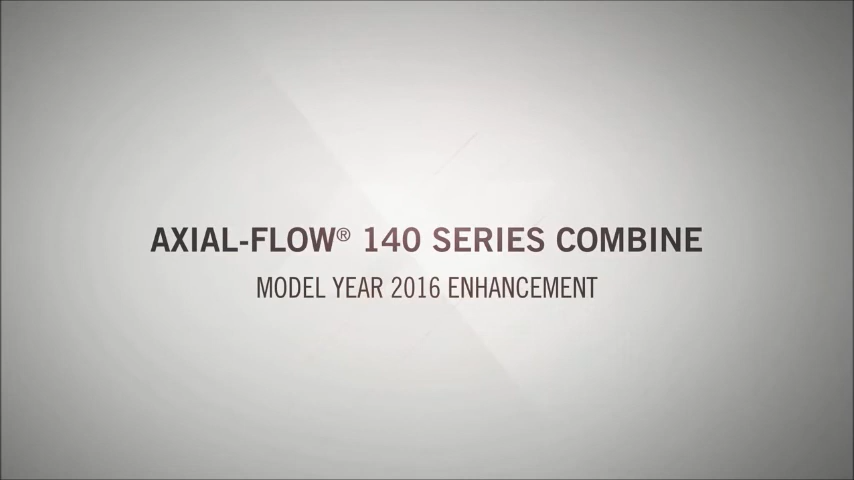 AXIAL-FLOW® 140 SERIES COMBINE
MODEL YEAR 2016 ENHANCEMENT